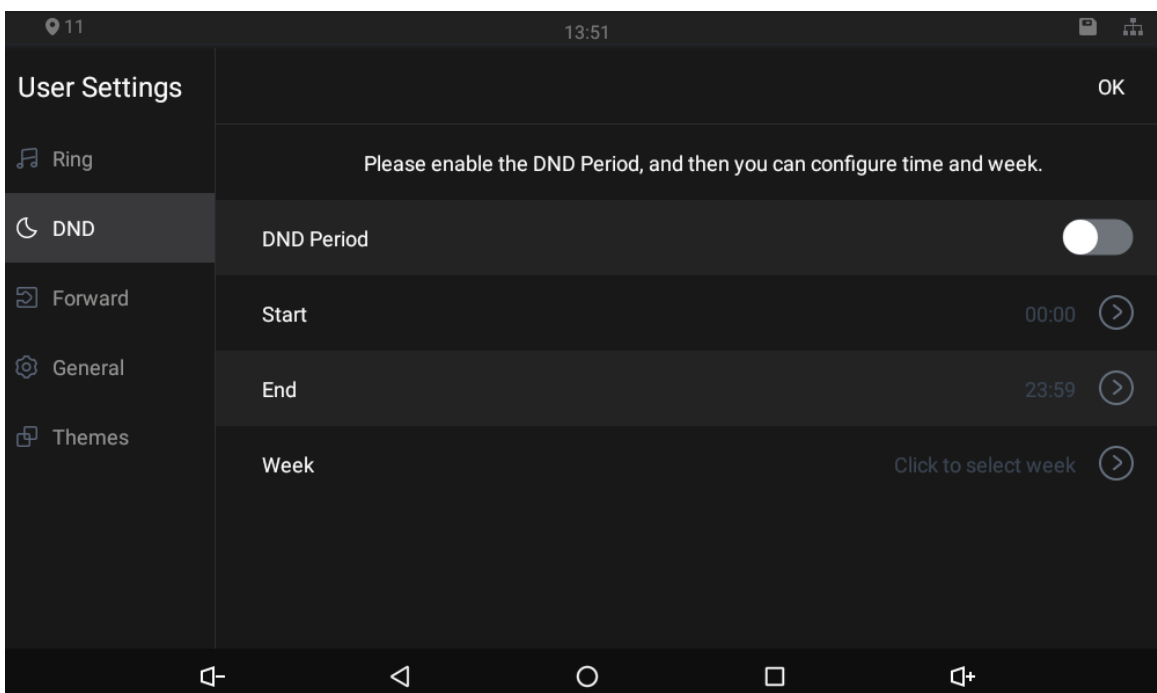 11
13:51
User Settings
OK
Ring
Please enable the DND Period, and then you can configure time and week.
DND
DND Period
Forward
Start
00:00
General
End
23:59
Themes
Week
Click to select week